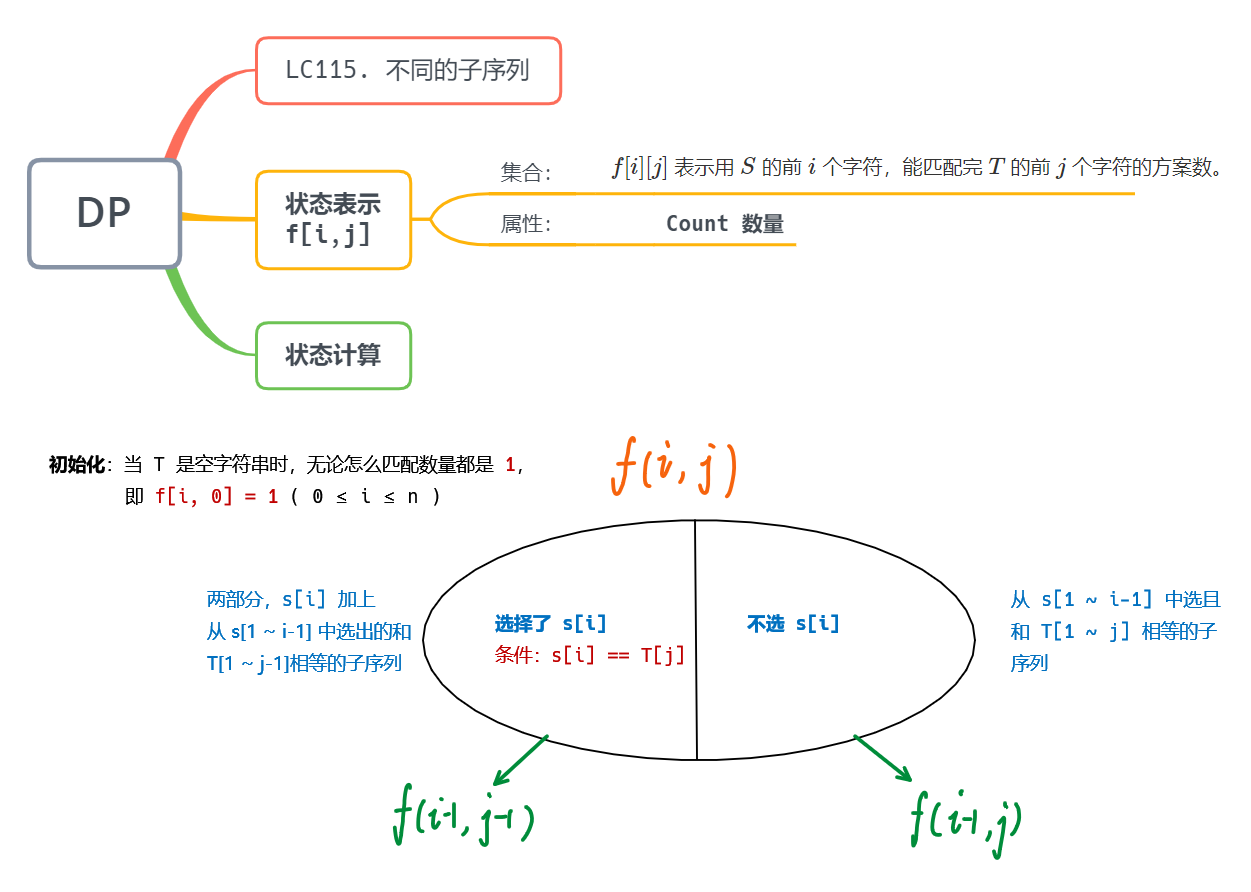 LC115. 不同的子序列
DP
状态表示
f[i,j]
集合： f[i][j] 表示用 S 的前 i 个字符，能匹配完 T 的前 j 个字符的方案数。
属性： Count 数量
状态计算
初始化：当 T 是空字符串时，无论怎么匹配数量都是 1，
即 f[i, 0] = 1 ( 0 ≤ i ≤ n )
f(i, j)
两部分，s[i] 加上
从 s[1 ~ i-1] 中选出的和
T[1 ~ j-1]相等的子序列
选择了 s[i]
条件：s[i] == T[j]
不选 s[i]
从 s[1 ~ i-1] 中选且
和 T[1 ~ j] 相等的子
序列
f(i-1, j-1)
f(i-1, j)